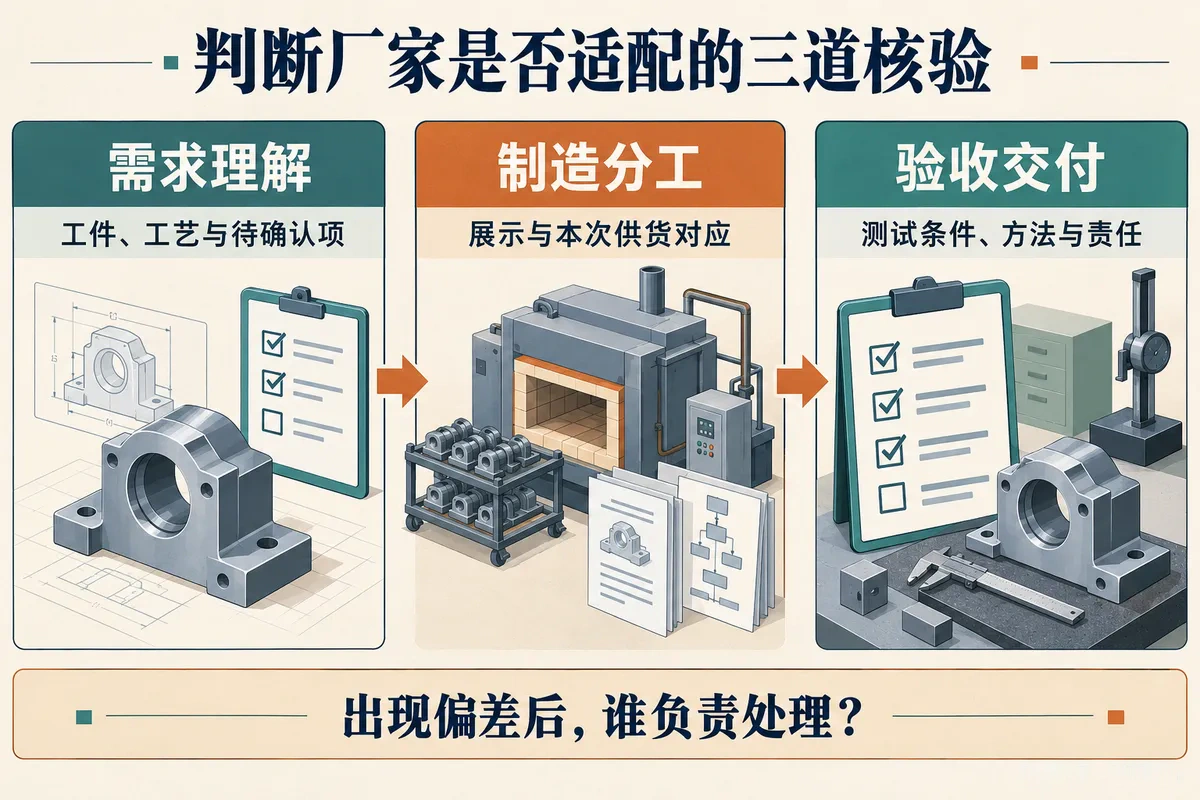 判断厂家是否适配的三道核验
需求理解
工件、工艺与待确认项
制造分工
展示与本次供货对应
验收交付
测试条件、方法与责任
出现偏差后，谁负责处理？